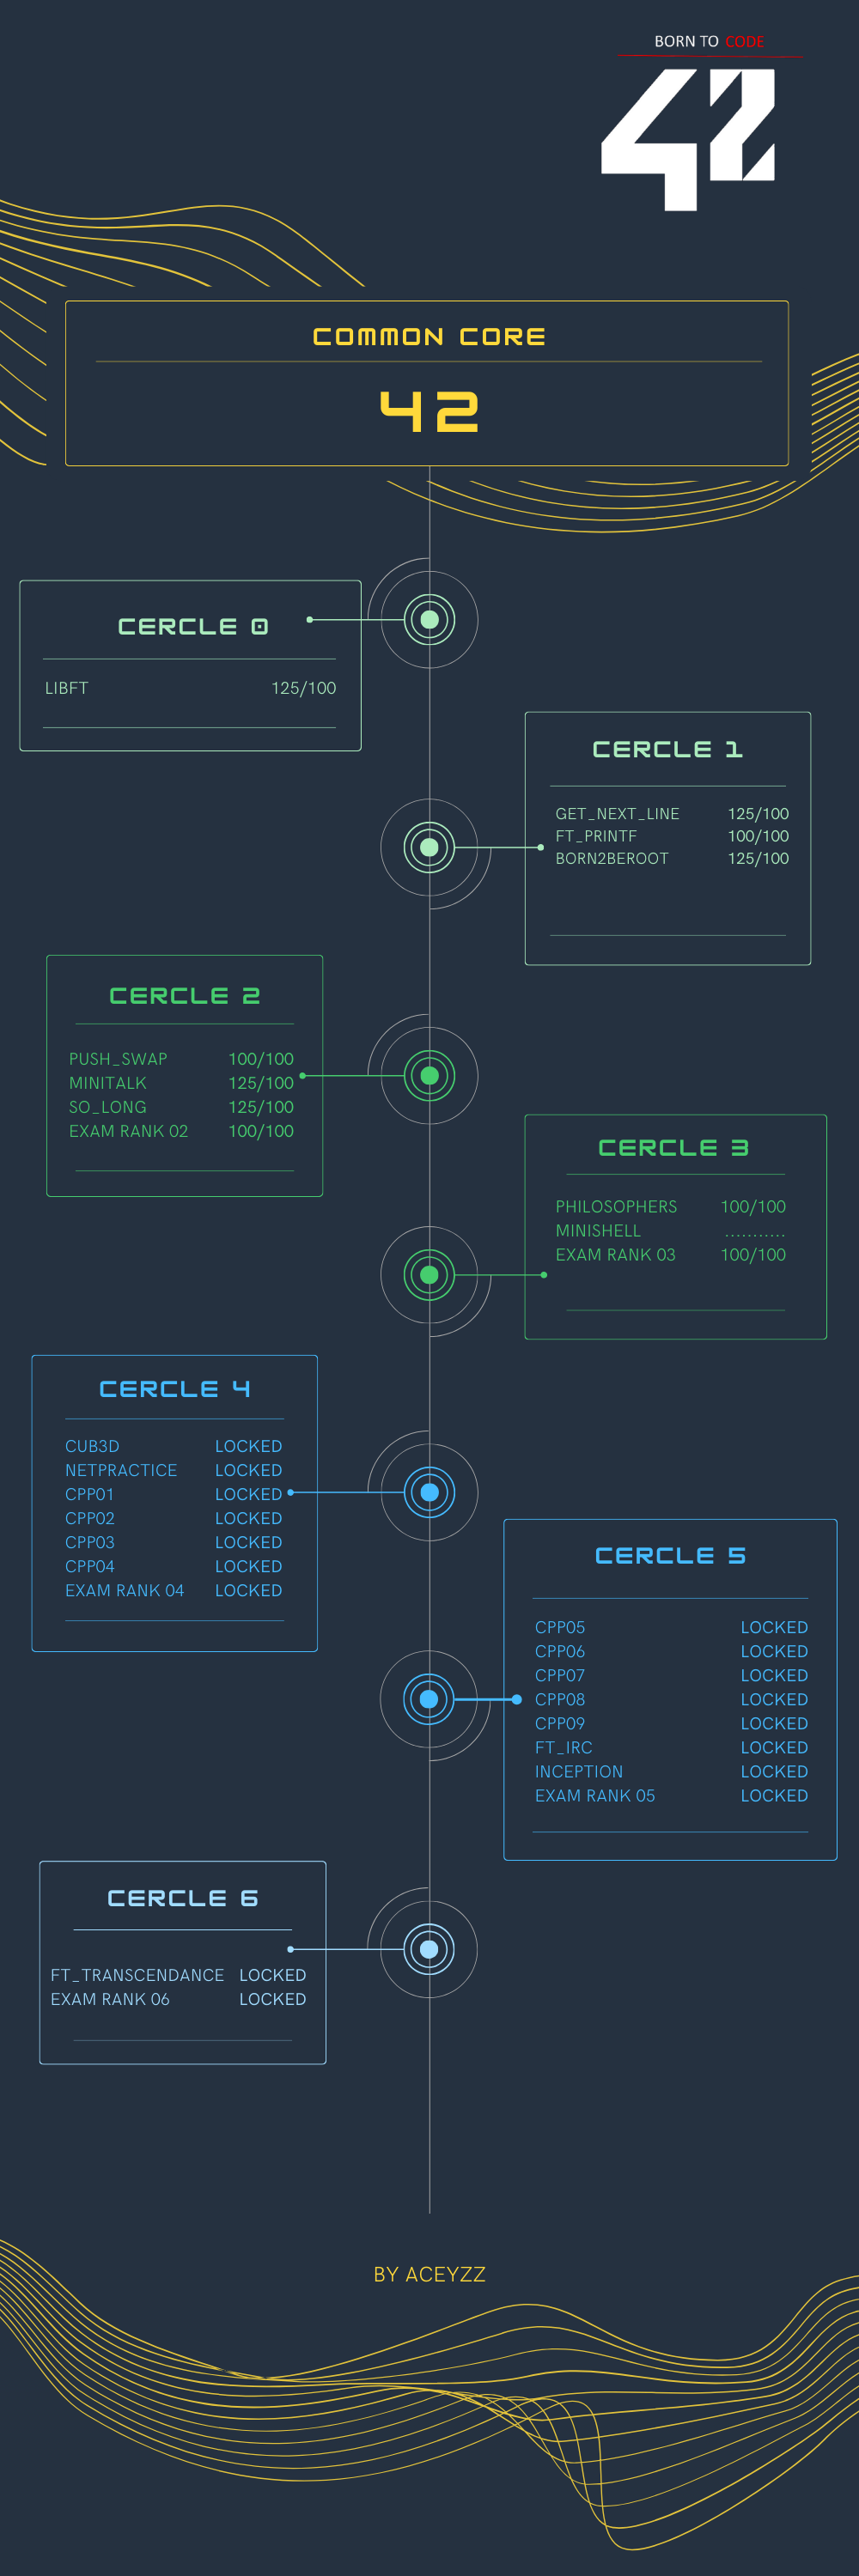 BORN TO CODE
42
COMMON CORE
42
CERCLE 0
LIBFT 125/100
CERCLE 1
GET_NEXT_LINE 125/100
FT_PRINTF 100/100
BORN2BEROOT 125/100
CERCLE 2
PUSH_SWAP 100/100
MINITALK 125/100
SO_LONG 125/100
EXAM RANK 02 100/100
CERCLE 3
PHILOSOPHERS 100/100
MINISHELL ...........
EXAM RANK 03 100/100
CERCLE 4
CUB3D LOCKED
NETPRACTICE LOCKED
CPP01 LOCKED
CPP02 LOCKED
CPP03 LOCKED
CPP04 LOCKED
EXAM RANK 04 LOCKED
CERCLE 5
CPP05 LOCKED
CPP06 LOCKED
CPP07 LOCKED
CPP08 LOCKED
CPP09 LOCKED
FT_IRC LOCKED
INCEPTION LOCKED
EXAM RANK 05 LOCKED
CERCLE 6
FT_TRANSCENDANCE LOCKED
EXAM RANK 06 LOCKED
BY ACEYZZ